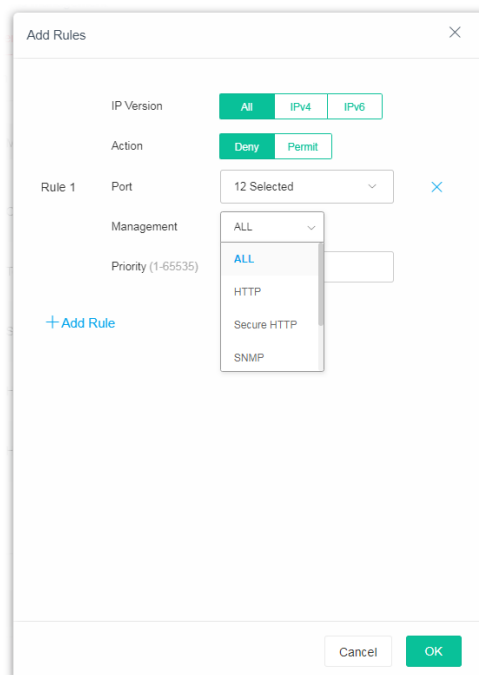 Add Rules
IP Version All IPv4 IPv6
Action Deny Permit
Rule 1 Port 12 Selected
Management ALL
Priority (1-65535)
ALL
HTTP
Secure HTTP
SNMP
Add Rule
Cancel OK